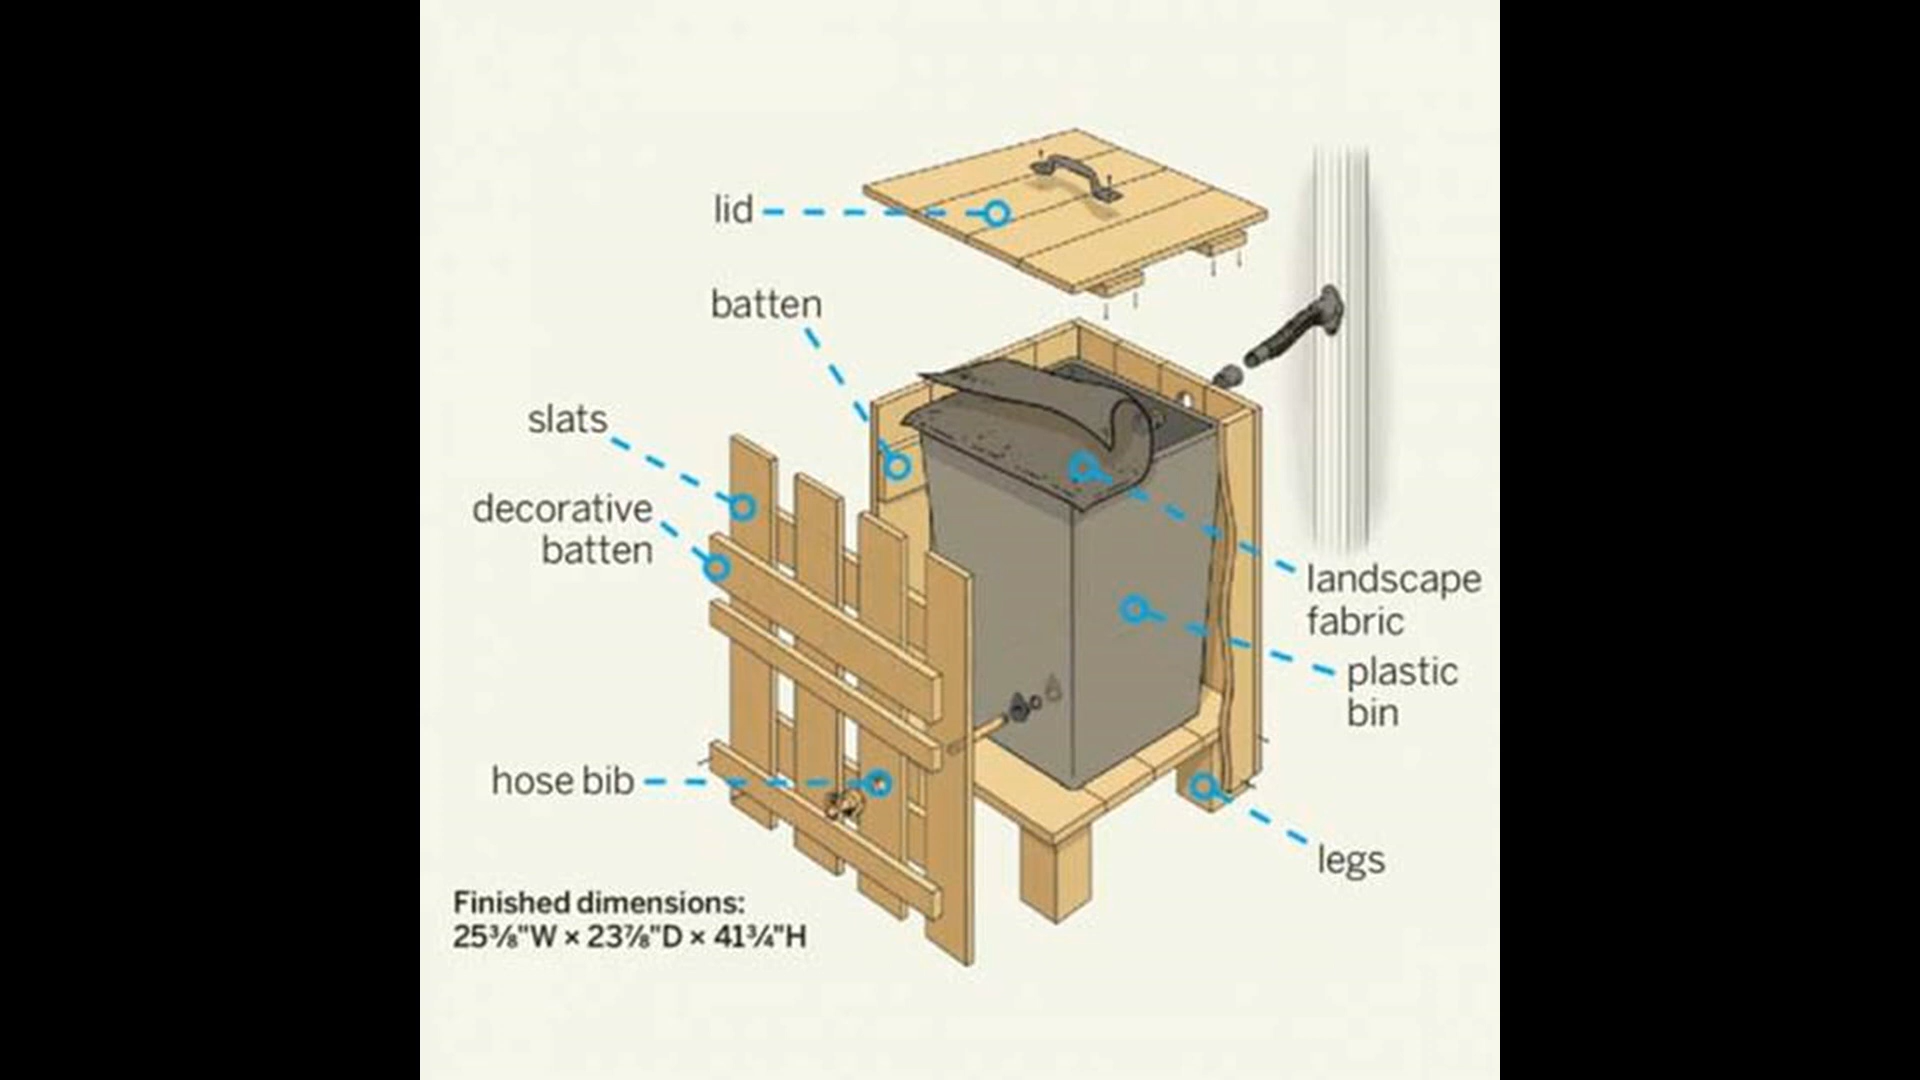 lid
batten
slats
decorative
batten
landscape
fabric
plastic
bin
hose bib
legs
Finished dimensions:
25⅜"W × 23⅞"D × 41¾"H